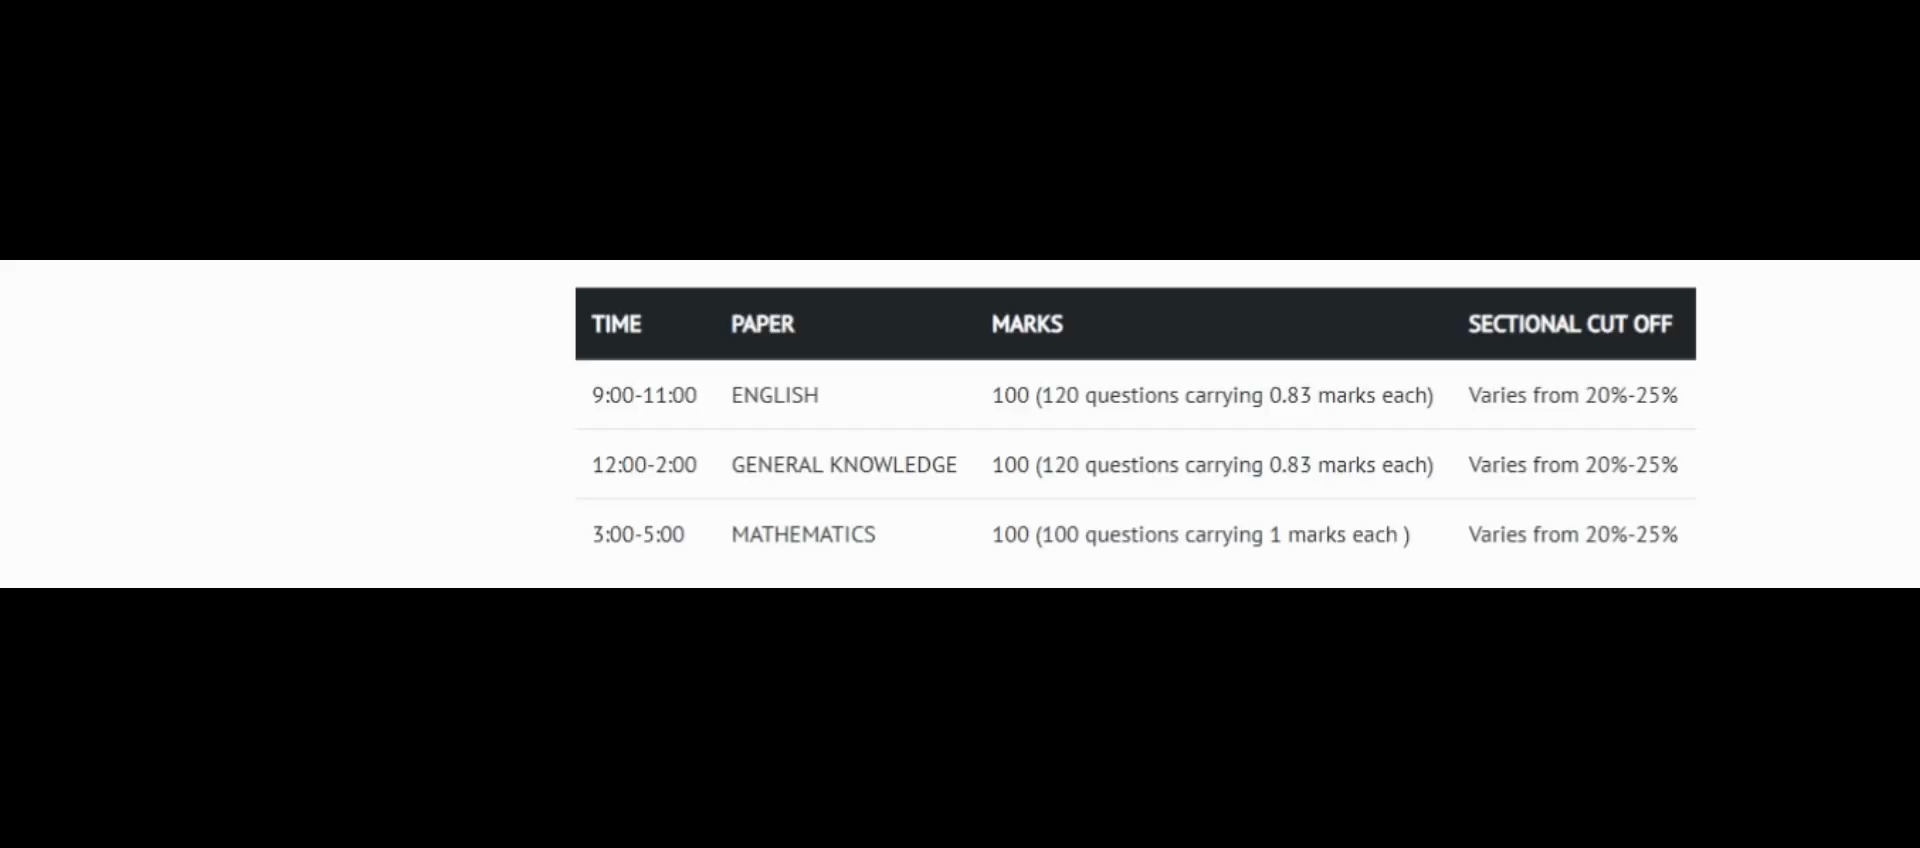 TIME PAPER MARKS SECTIONAL CUT OFF
9:00-11:00 ENGLISH 100 (120 questions carrying 0.83 marks each) Varies from 20%-25%
12:00-2:00 GENERAL KNOWLEDGE 100 (120 questions carrying 0.83 marks each) Varies from 20%-25%
3:00-5:00 MATHEMATICS 100 (100 questions carrying 1 marks each ) Varies from 20%-25%